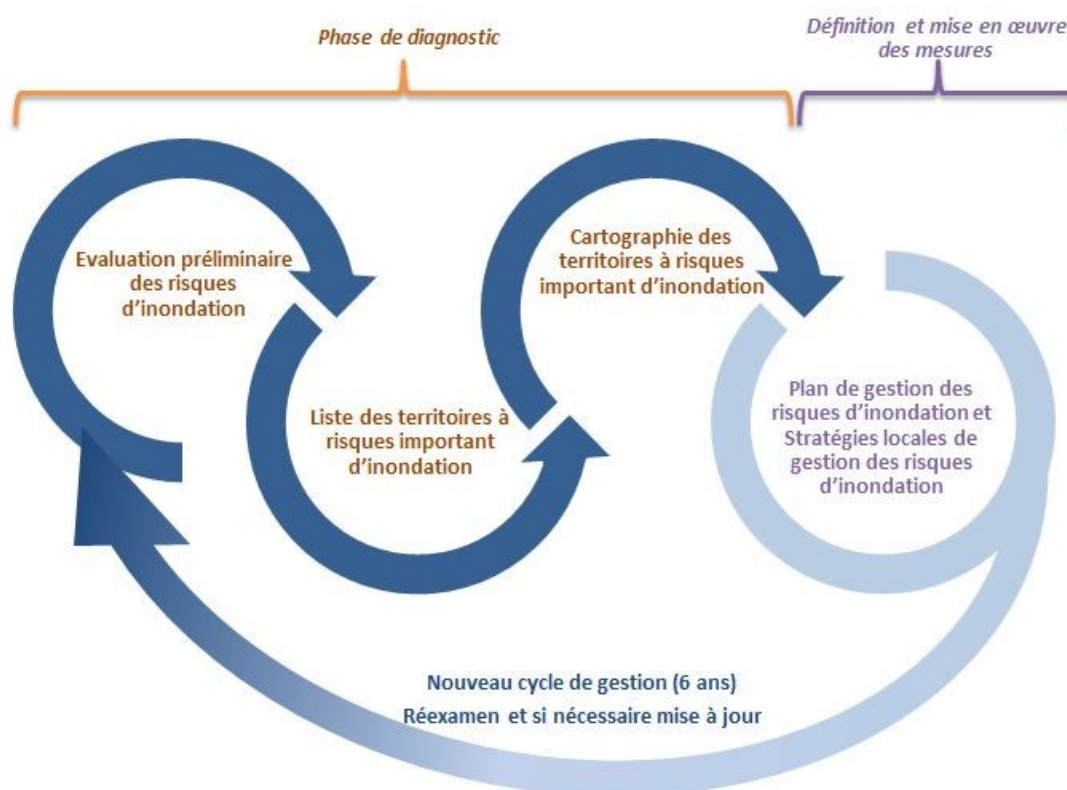 Phase de diagnostic
Définition et mise en œuvre
des mesures
Evaluation préliminaire
des risques
d'inondation
Liste des territoires à
risques important
d'inondation
Cartographie des
territoires à risques
important d'inondation
Plan de gestion des
risques d'inondation et
Stratégies locales de
gestion des risques
d'inondation
Nouveau cycle de gestion (6 ans)
Réexamen et si nécessaire mise à jour